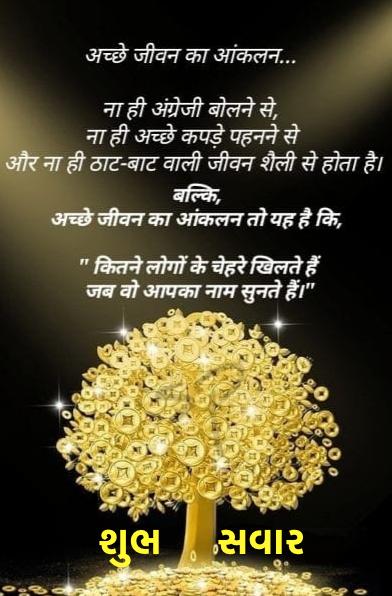 अच्छे जीवन का आंकलन...
ना ही अंग्रेजी बोलने से,
ना ही अच्छे कपड़े पहनने से
और ना ही ठाट-बाट वाली जीवन शैली से होता है।
बल्कि,
अच्छे जीवन का आंकलन तो यह है कि,
" कितने लोगों के चेहरे खिलते हैं
जब वो आपका नाम सुनते हैं।"
શુભ સવાર